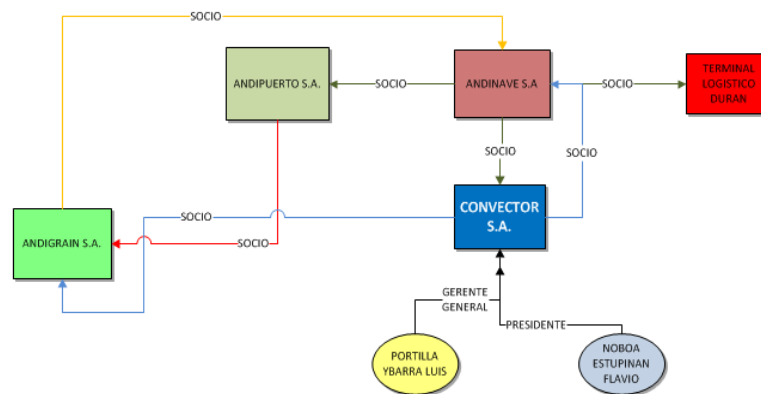 SOCIO
ANDIPUERTO S.A.
SOCIO
ANDINAVE S.A
SOCIO
TERMINAL
LOGISTICO
DURAN
SOCIO
SOCIO
CONVECTOR
S.A.
SOCIO
ANDIGRAIN S.A.
SOCIO
GERENTE
GENERAL
PRESIDENTE
PORTILLA
YBARRA LUIS
NOBOA
ESTUPINAN
FLAVIO